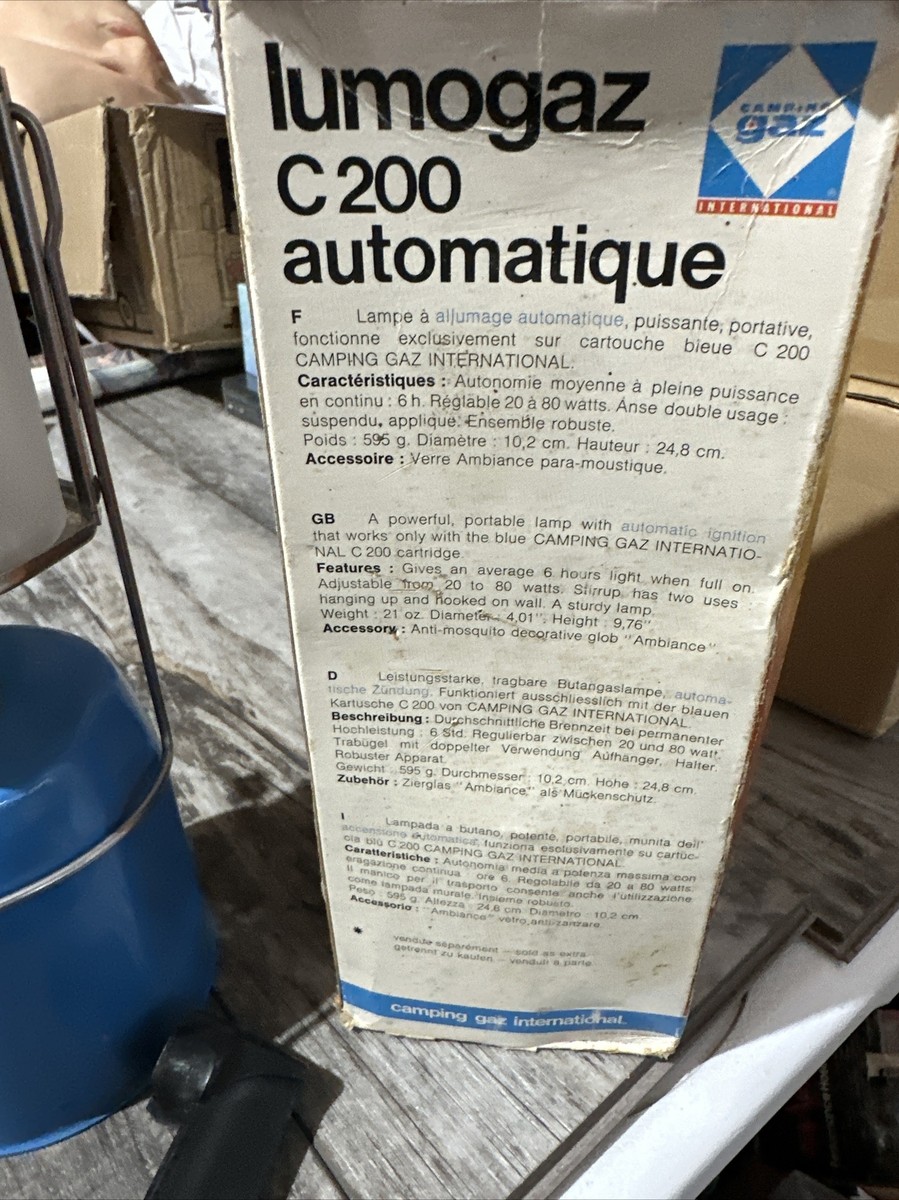 lumogaz
C 200
automatique
CAMPING
gaz
®
INTERNATIONAL
F Lampe à allumage automatique, puissante, portative,
fonctionne exclusivement sur cartouche bleue C 200
CAMPING GAZ INTERNATIONAL.
Caractéristiques : Autonomie moyenne à pleine puissance
en continu : 6 h. Réglable 20 à 80 watts. Anse double usage :
suspendu, applique. Ensemble robuste.
Poids : 595 g. Diamètre : 10,2 cm. Hauteur : 24,8 cm.
Accessoire : Verre Ambiance para-moustique.
GB A powerful, portable lamp with automatic ignition
that works only with the blue CAMPING GAZ INTERNATIO-
NAL C 200 cartridge.
Features : Gives an average 6 hours light when full on.
Adjustable from 20 to 80 watts. Stirrup has two uses :
hanging up and hooked on wall. A sturdy lamp.
Weight : 21 oz. Diameter : 4,01". Height : 9,76"
Accessory : Anti-mosquito decorative glob "Ambiance".
D Leistungsstarke, tragbare Butangaslampe, automa-
tische Zündung. Funktioniert ausschliesslich mit der blauen
Kartusche C 200 von CAMPING GAZ INTERNATIONAL.
Beschreibung : Durchschnittliche Brennzeit bei permanenter
Hochleistung : 6 Std. Regulierbar zwischen 20 und 80 watt.
Trabügel mit doppelter Verwendung Aufhänger, Halter.
Robuster Apparat.
Gewicht : 595 g. Durchmesser : 10,2 cm. Höhe : 24,8 cm.
Zubehör : Zierglas "Ambiance" als Mückenschutz.
I Lampada a butano, potente, portabile, munita dell'
accensione automatica, funziona esclusivamente su cartuc-
cia blù C 200 CAMPING GAZ INTERNATIONAL.
Caratteristiche : Autonomia media a potenza massima con
eragazione continua : ore 6. Regolabile da 20 a 80 watts.
Il manico per il trasporto consente anche l'utilizzazione
come lampada murale. Insieme robusto.
Peso : 595 g. Altezza : 24,8 cm. Diametro : 10,2 cm.
Accessorio : "Ambiance" vetro anti-zanzare.
* vendue séparément – sold as extra
getrennt zu kaufen – venduti a parte
camping gaz international.